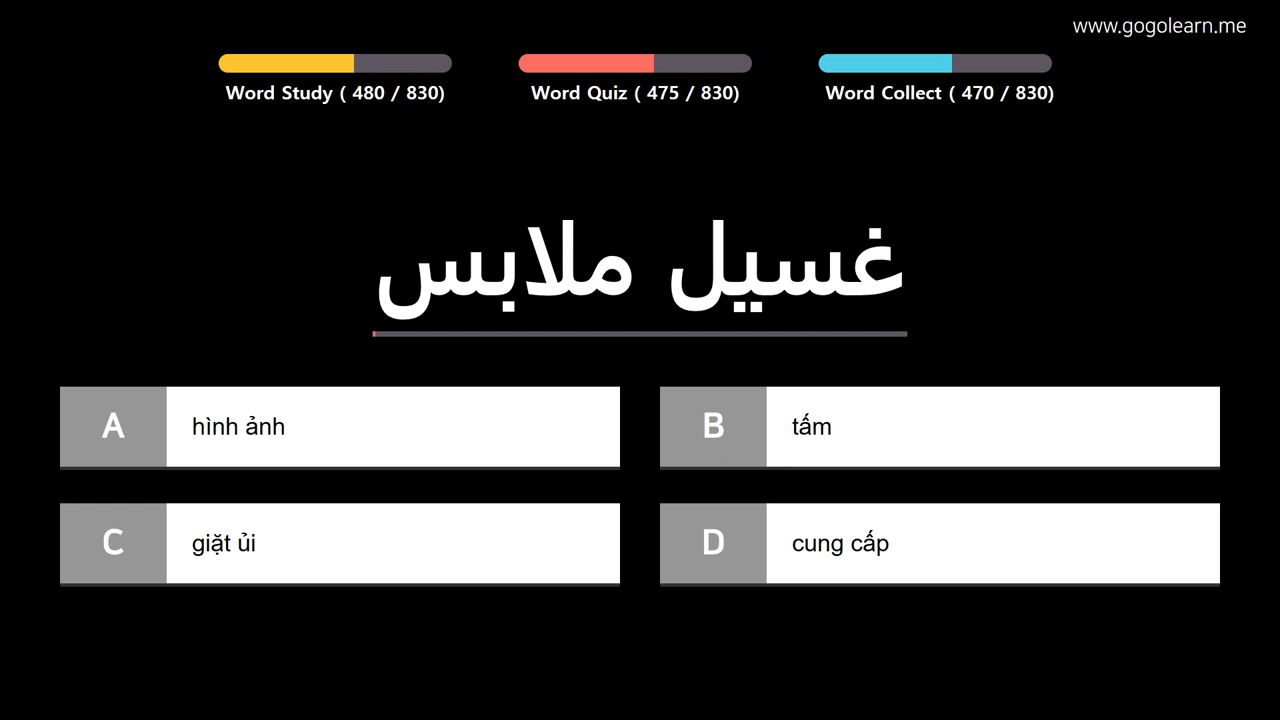 www.gogolearn.me
Word Study ( 480 / 830)
Word Quiz ( 475 / 830)
Word Collect ( 470 / 830)
غسيل ملابس
A hình ảnh
B tấm
C giặt ủi
D cung cấp